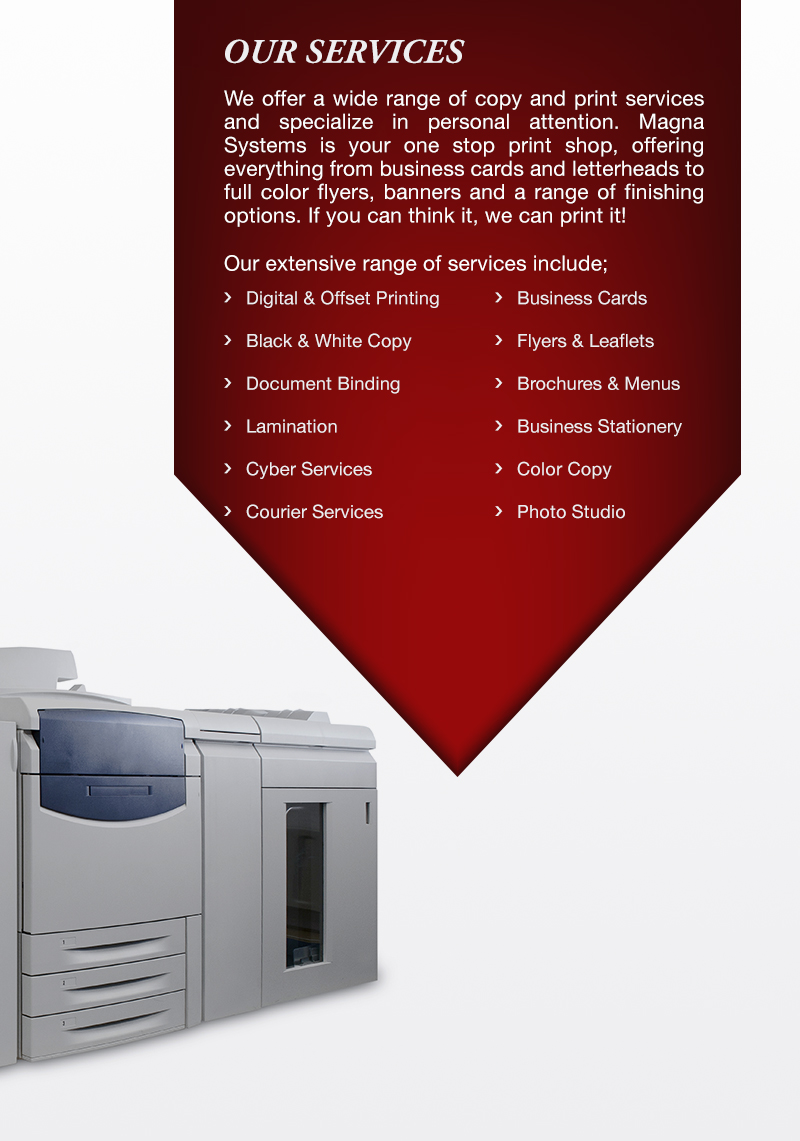 OUR SERVICES
We offer a wide range of copy and print services
and specialize in personal attention. Magna
Systems is your one stop print shop, offering
everything from business cards and letterheads to
full color flyers, banners and a range of finishing
options. If you can think it, we can print it!
Our extensive range of services include;
› Digital & Offset Printing
› Black & White Copy
› Document Binding
› Lamination
› Cyber Services
› Courier Services
› Business Cards
› Flyers & Leaflets
› Brochures & Menus
› Business Stationery
› Color Copy
› Photo Studio
1
2
3